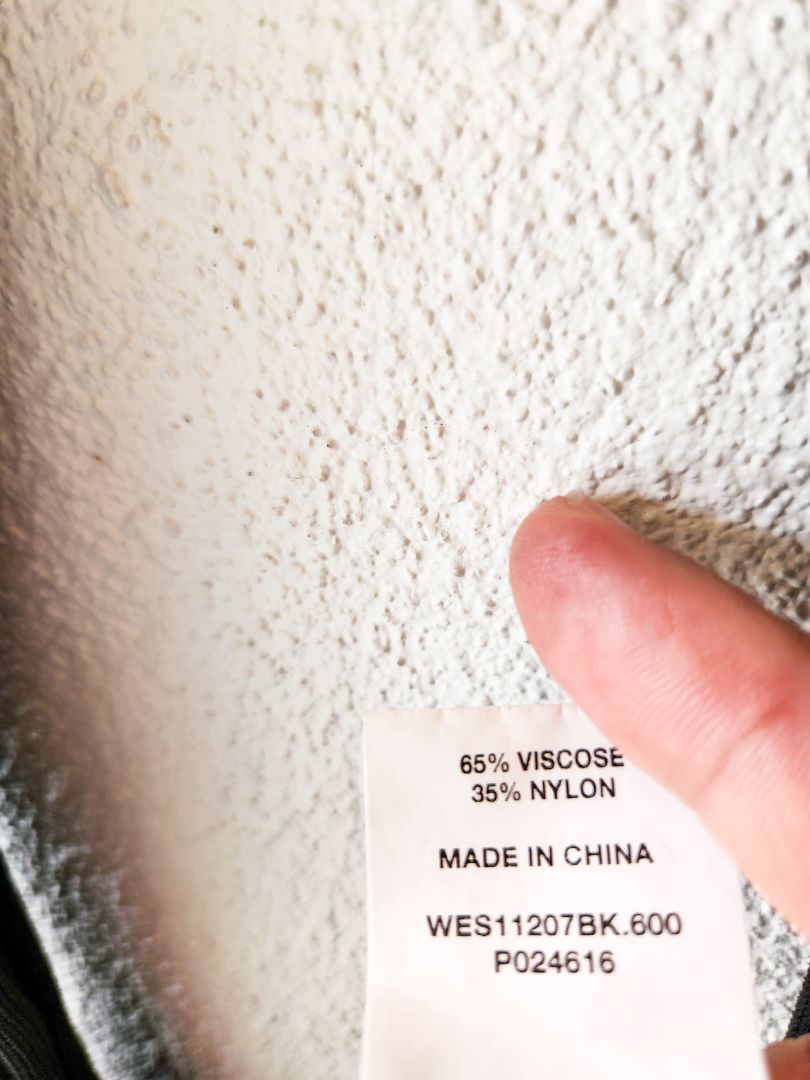 65% VISCOSE
35% NYLON
MADE IN CHINA
WES11207BK.600
P024616